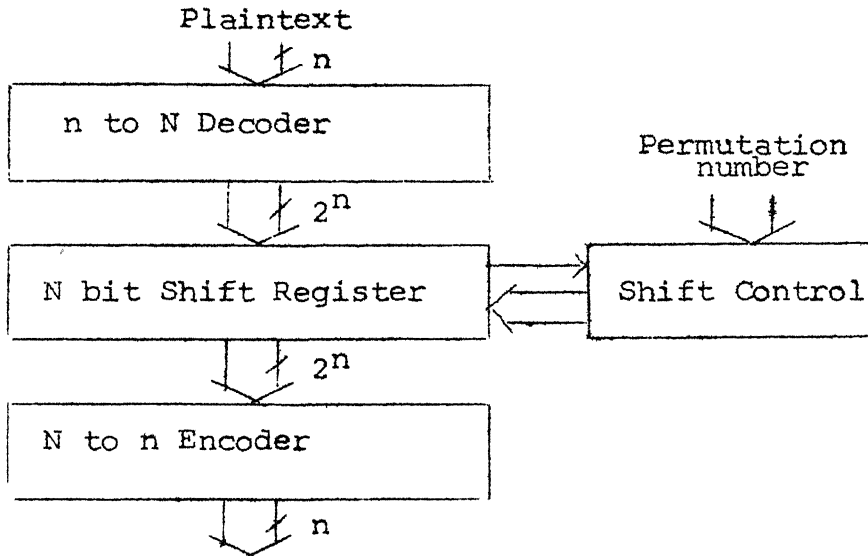 Plaintext
n
n to N Decoder
Permutation
number
2^n
N bit Shift Register
Shift Control
2^n
N to n Encoder
n